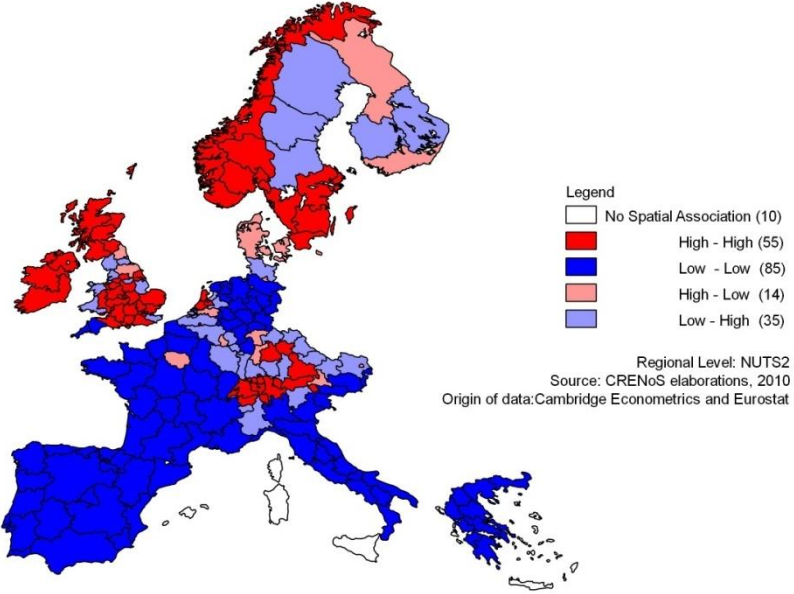 Legend
No Spatial Association (10)
High - High (55)
Low - Low (85)
High - Low (14)
Low - High (35)
Regional Level: NUTS2
Source: CRENoS elaborations, 2010
Origin of data:Cambridge Econometrics and Eurostat